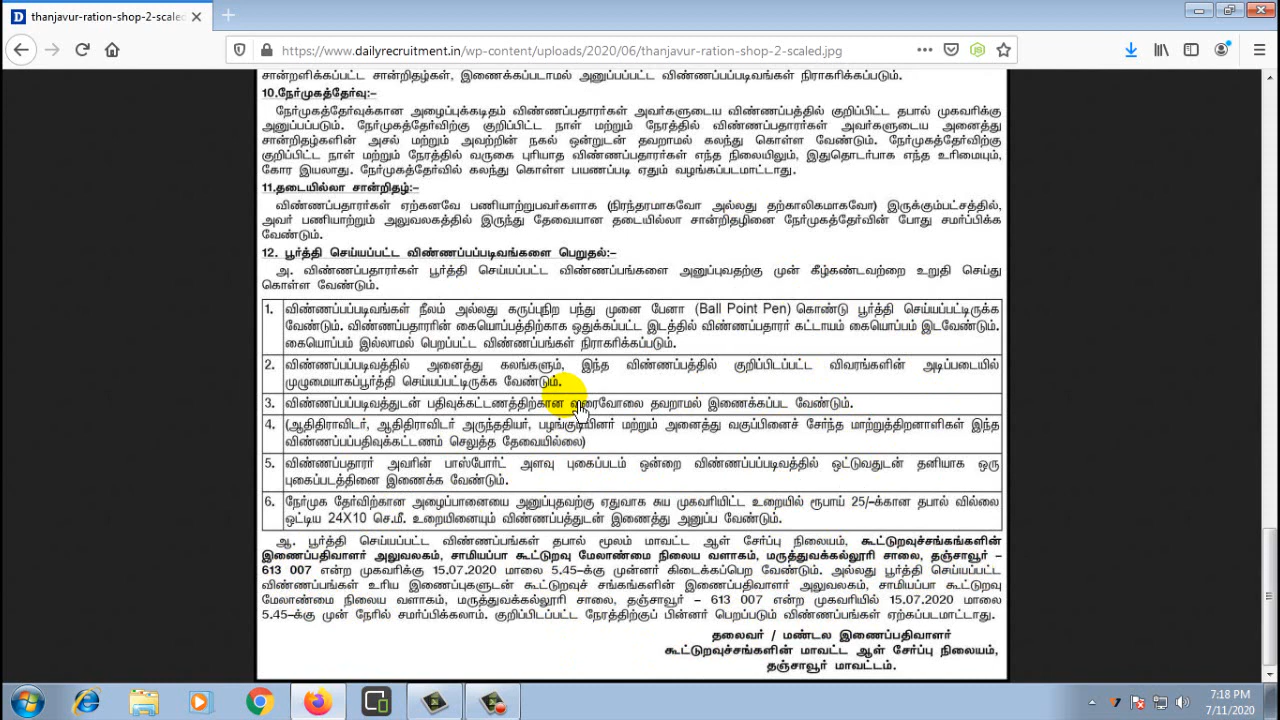 thanjavur-ration-shop-2-scaled
https://www.dailyrecruitment.in/wp-content/uploads/2020/06/thanjavur-ration-shop-2-scaled.jpg
சான்றளிக்கப்பட்ட சான்றிதழ்கள், இணைக்கப்படாமல் அனுப்பப்பட்ட விண்ணப்பப்படிவங்கள் நிராகரிக்கப்படும்.
10.நேர்முகத்தேர்வு:-
நேர்முகத்தேர்வுக்கான அழைப்புக்கடிதம் விண்ணப்பதாரர்கள் அவர்களுடைய விண்ணப்பத்தில் குறிப்பிட்ட தபால் முகவரிக்கு
அனுப்பப்படும். நேர்முகத்தேர்விற்கு குறிப்பிட்ட நாள் மற்றும் நேரத்தில் விண்ணப்பதாரர்கள் அவர்களுடைய அனைத்து
சான்றிதழ்களின் அசல் மற்றும் அவற்றின் நகல் ஒன்றுடன் தவறாமல் கலந்து கொள்ள வேண்டும். நேர்முகத்தேர்விற்கு
குறிப்பிட்ட நாள் மற்றும் நேரத்தில் வருகை புரியாத விண்ணப்பதாரர்கள் எந்த நிலையிலும், இதுதொடர்பாக எந்த உரிமையும்,
கோர இயலாது. நேர்முகத்தேர்வில் கலந்து கொள்ள பயணப்படி ஏதும் வழங்கப்படமாட்டாது.
11.தடையில்லா சான்றிதழ்:-
விண்ணப்பதாரர்கள் ஏற்கனவே பணியாற்றுபவர்களாக (நிரந்தரமாகவோ அல்லது தற்காலிகமாகவோ) இருக்கும்பட்சத்தில்,
அவர் பணியாற்றும் அலுவலகத்தில் இருந்து தேவையான தடையில்லா சான்றிதழினை நேர்முகத்தேர்வின் போது சமர்ப்பிக்க
வேண்டும்.
12. பூர்த்தி செய்யப்பட்ட விண்ணப்பப்படிவங்களை பெறுதல்:-
அ. விண்ணப்பதாரர்கள் பூர்த்தி செய்யப்பட்ட விண்ணப்பங்களை அனுப்புவதற்கு முன் கீழ்கண்டவற்றை உறுதி செய்து
கொள்ள வேண்டும்.
1. விண்ணப்பப்படிவங்கள் நீலம் அல்லது கருப்புநிற பந்து முனை பேனா (Ball Point Pen) கொண்டு பூர்த்தி செய்யப்பட்டிருக்க
வேண்டும். விண்ணப்பதாரரின் கையொப்பத்திற்காக ஒதுக்கப்பட்ட இடத்தில் விண்ணப்பதாரர் கட்டாயம் கையொப்பம் இடவேண்டும்.
கையொப்பம் இல்லாமல் பெறப்பட்ட விண்ணப்பங்கள் நிராகரிக்கப்படும்.
2. விண்ணப்பப்படிவத்தில் அனைத்து கலங்களும், இந்த விண்ணப்பத்தில் குறிப்பிடப்பட்ட விவரங்களின் அடிப்படையில்
முழுமையாகப்பூர்த்தி செய்யப்பட்டிருக்க வேண்டும்.
3. விண்ணப்பப்படிவத்துடன் பதிவுக்கட்டணத்திற்கான வரைவோலை தவறாமல் இணைக்கப்பட வேண்டும்.
4. (ஆதிதிராவிடர், ஆதிதிராவிடர் அருந்ததியர், பழங்குடியினர் மற்றும் அனைத்து வகுப்பினைச் சேர்ந்த மாற்றுத்திறனாளிகள் இந்த
விண்ணப்பப்பதிவுக்கட்டணம் செலுத்த தேவையில்லை)
5. விண்ணப்பதாரர் அவரின் பாஸ்போர்ட் அளவு புகைப்படம் ஒன்றை விண்ணப்பப்படிவத்தில் ஒட்டுவதுடன் தனியாக ஒரு
புகைப்படத்தினை இணைக்க வேண்டும்.
6. நேர்முக தேர்விற்கான அழைப்பானையை அனுப்புதவற்கு ஏதுவாக சுய முகவரியிட்ட உறையில் ரூபாய் 25/-க்கான தபால் வில்லை
ஒட்டிய 24X10 செ.மீ. உறையினையும் விண்ணப்பத்துடன் இணைத்து அனுப்ப வேண்டும்.
ஆ. பூர்த்தி செய்யப்பட்ட விண்ணப்பங்கள் தபால் மூலம் மாவட்ட ஆள் சேர்ப்பு நிலையம், கூட்டுறவுச்சங்கங்களின்
இணைப்பதிவாளர் அலுவலகம், சாமியப்பா கூட்டுறவு மேலாண்மை நிலைய வளாகம், மருத்துவக்கல்லூரி சாலை, தஞ்சாவூர் –
613 007 என்ற முகவரிக்கு 15.07.2020 மாலை 5.45-க்கு முன்னர் கிடைக்கப்பெற வேண்டும். அல்லது பூர்த்தி செய்யப்பட்ட
விண்ணப்பங்கள் உரிய இணைப்புகளுடன் கூட்டுறவுச் சங்கங்களின் இணைப்பதிவாளர் அலுவலகம், சாமியப்பா கூட்டுறவு
மேலாண்மை நிலைய வளாகம், மருத்துவக்கல்லூரி சாலை, தஞ்சாவூர் – 613 007 என்ற முகவரியில் 15.07.2020 மாலை
5.45-க்கு முன் நேரில் சமர்ப்பிக்கலாம். குறிப்பிடப்பட்ட நேரத்திற்குப் பின்னர் பெறப்படும் விண்ணப்பங்கள் ஏற்கப்படமாட்டாது.
தலைவர் / மண்டல இணைப்பதிவாளர்
கூட்டுறவுச்சங்களின் மாவட்ட ஆள் சேர்ப்பு நிலையம்,
தஞ்சாவூர் மாவட்டம்.
7:18 PM
7/11/2020